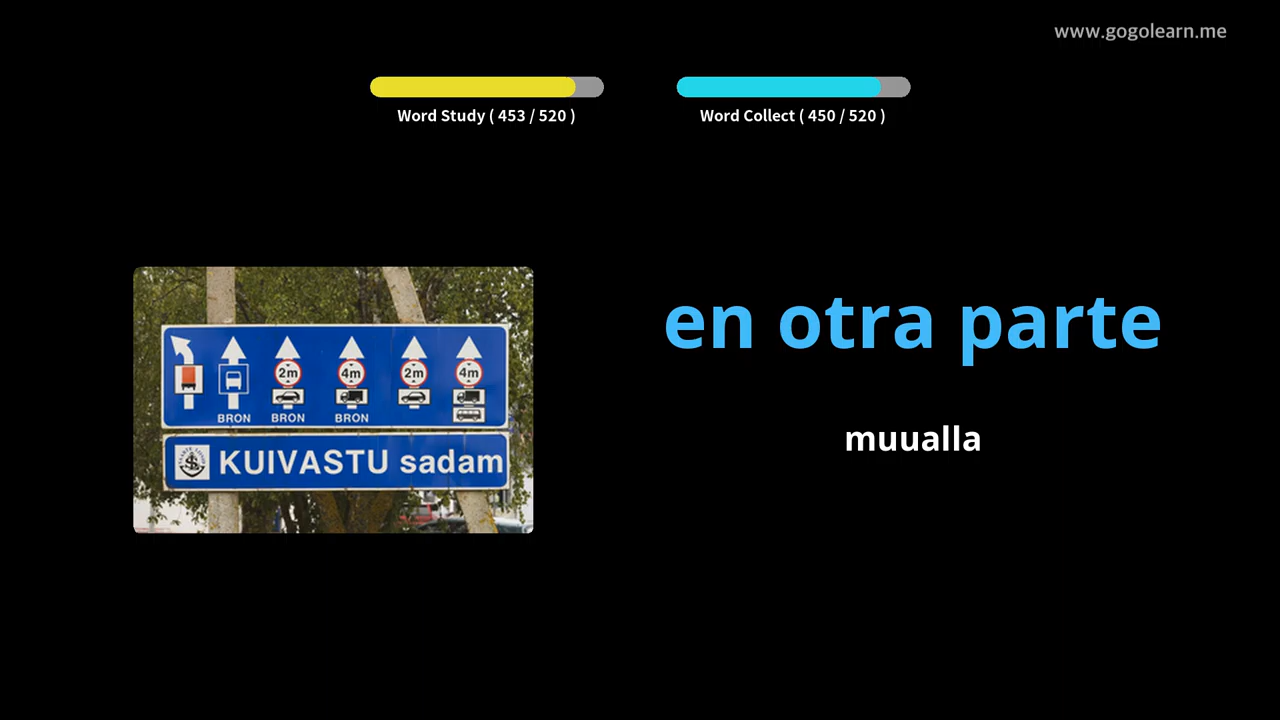 www.gogolearn.me
Word Study ( 453 / 520 )
Word Collect ( 450 / 520 )
en otra parte
muualla
2m 4m 2m 4m
BRON BRON BRON
KUIVASTU sadam